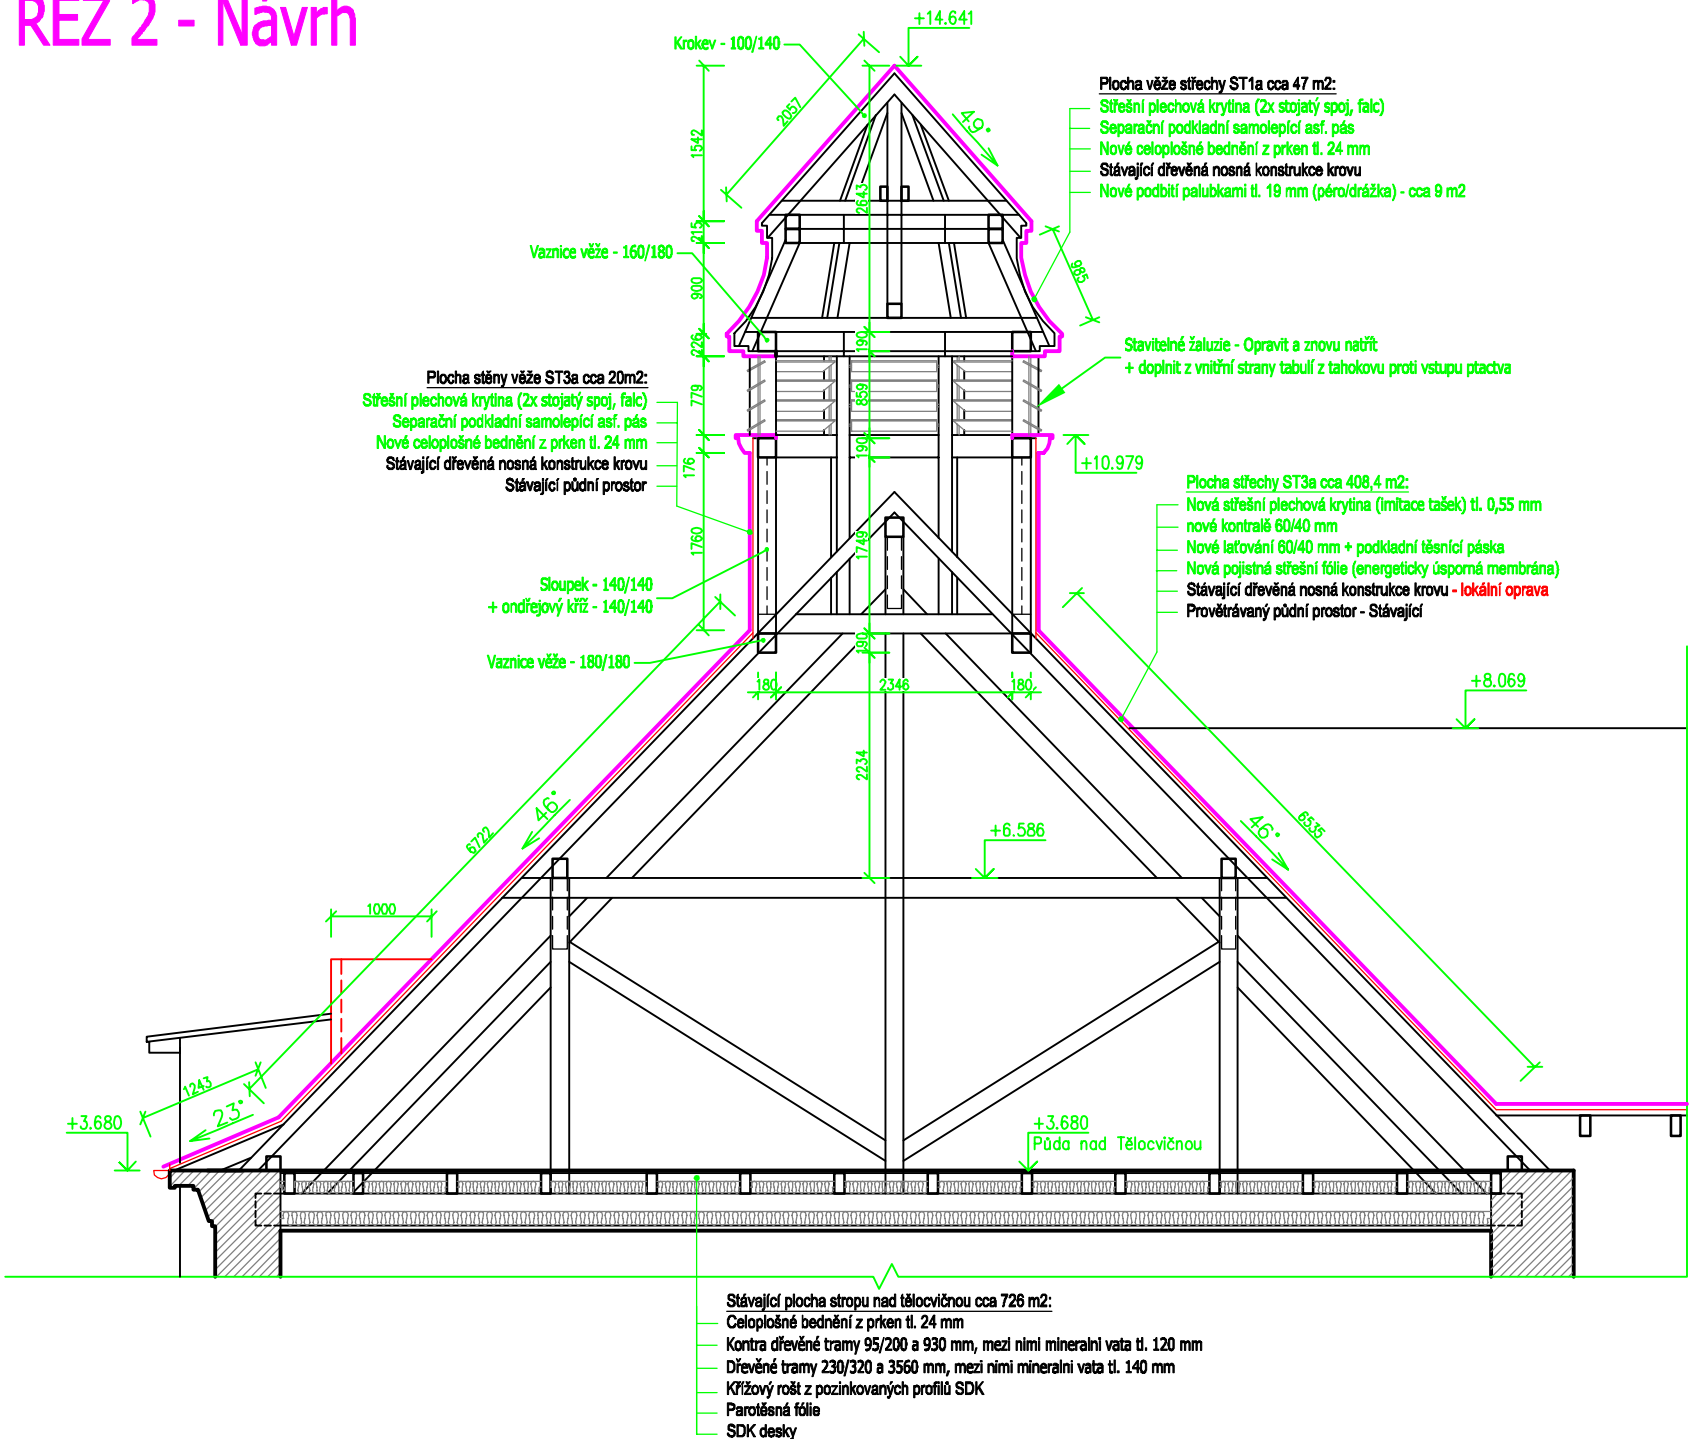 ŘEZ 2 - Návrh
+14.641
Krokev - 100/140
2057
1542
49°
2643
215
Vaznice věže - 160/180
900
985
226
190
Plocha věže střechy ST1a cca 47 m2:
Střešní plechová krytina (2x stojatý spoj, falc)
Separační podkladní samolepící asf. pás
Nové celoplošné bednění z prken tl. 24 mm
Stávající dřevěná nosná konstrukce krovu
Nové podbití palubkami tl. 19 mm (péro/drážka) - cca 9 m2
Stavitelné žaluzie - Opravit a znovu natřít
+ doplnit z vnitřní strany tabulí z tahokovu proti vstupu ptactva
Plocha stěny věže ST3a cca 20m2:
Střešní plechová krytina (2x stojatý spoj, falc)
Separační podkladní samolepící asf. pás
Nové celoplošné bednění z prken tl. 24 mm
Stávající dřevěná nosná konstrukce krovu
Stávající půdní prostor
779
859
176
190
+10.979
1760
1749
Plocha střechy ST3a cca 408,4 m2:
Nová střešní plechová krytina (imitace tašek) tl. 0,55 mm
nové kontralě 60/40 mm
Nové laťování 60/40 mm + podkladní těsnící páska
Nová pojistná střešní fólie (energeticky úsporná membrána)
Stávající dřevěná nosná konstrukce krovu - lokální oprava
Provětrávaný půdní prostor - Stávající
Sloupek - 140/140
+ ondřejový kříž - 140/140
Vaznice věže - 180/180
190
180
2346
180
+8.069
2234
46°
6722
+6.586
46°
6535
1000
1243
23°
+3.680
+3.680
Půda nad Tělocvičnou
Stávající plocha stropu nad tělocvičnou cca 726 m2:
Celoplošné bednění z prken tl. 24 mm
Kontra dřevěné tramy 95/200 a 930 mm, mezi nimi mineralni vata tl. 120 mm
Dřevěné tramy 230/320 a 3560 mm, mezi nimi mineralni vata tl. 140 mm
Křížový rošt z pozinkovaných profilů SDK
Parotěsná fólie
SDK desky